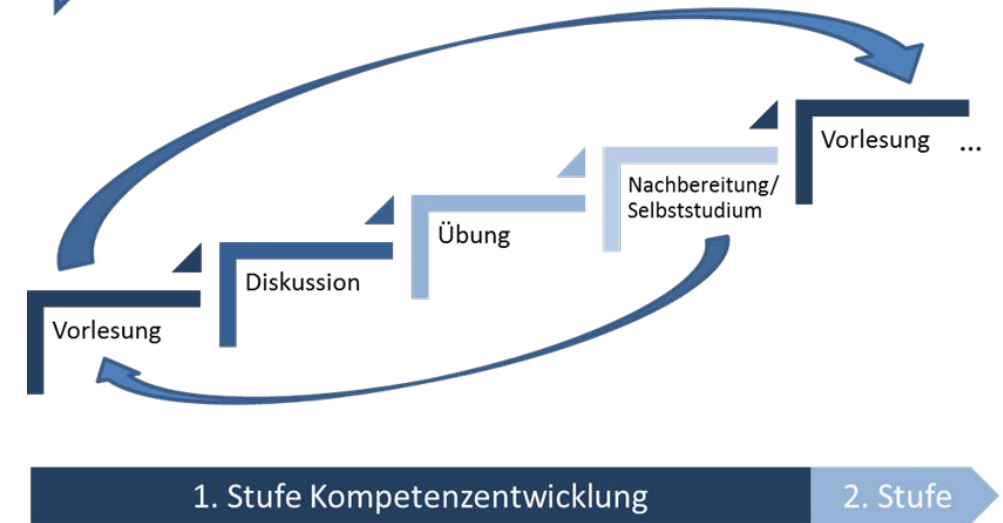 Vorlesung
Diskussion
Übung
Nachbereitung/
Selbststudium
Vorlesung ...
1. Stufe Kompetenzentwicklung
2. Stufe